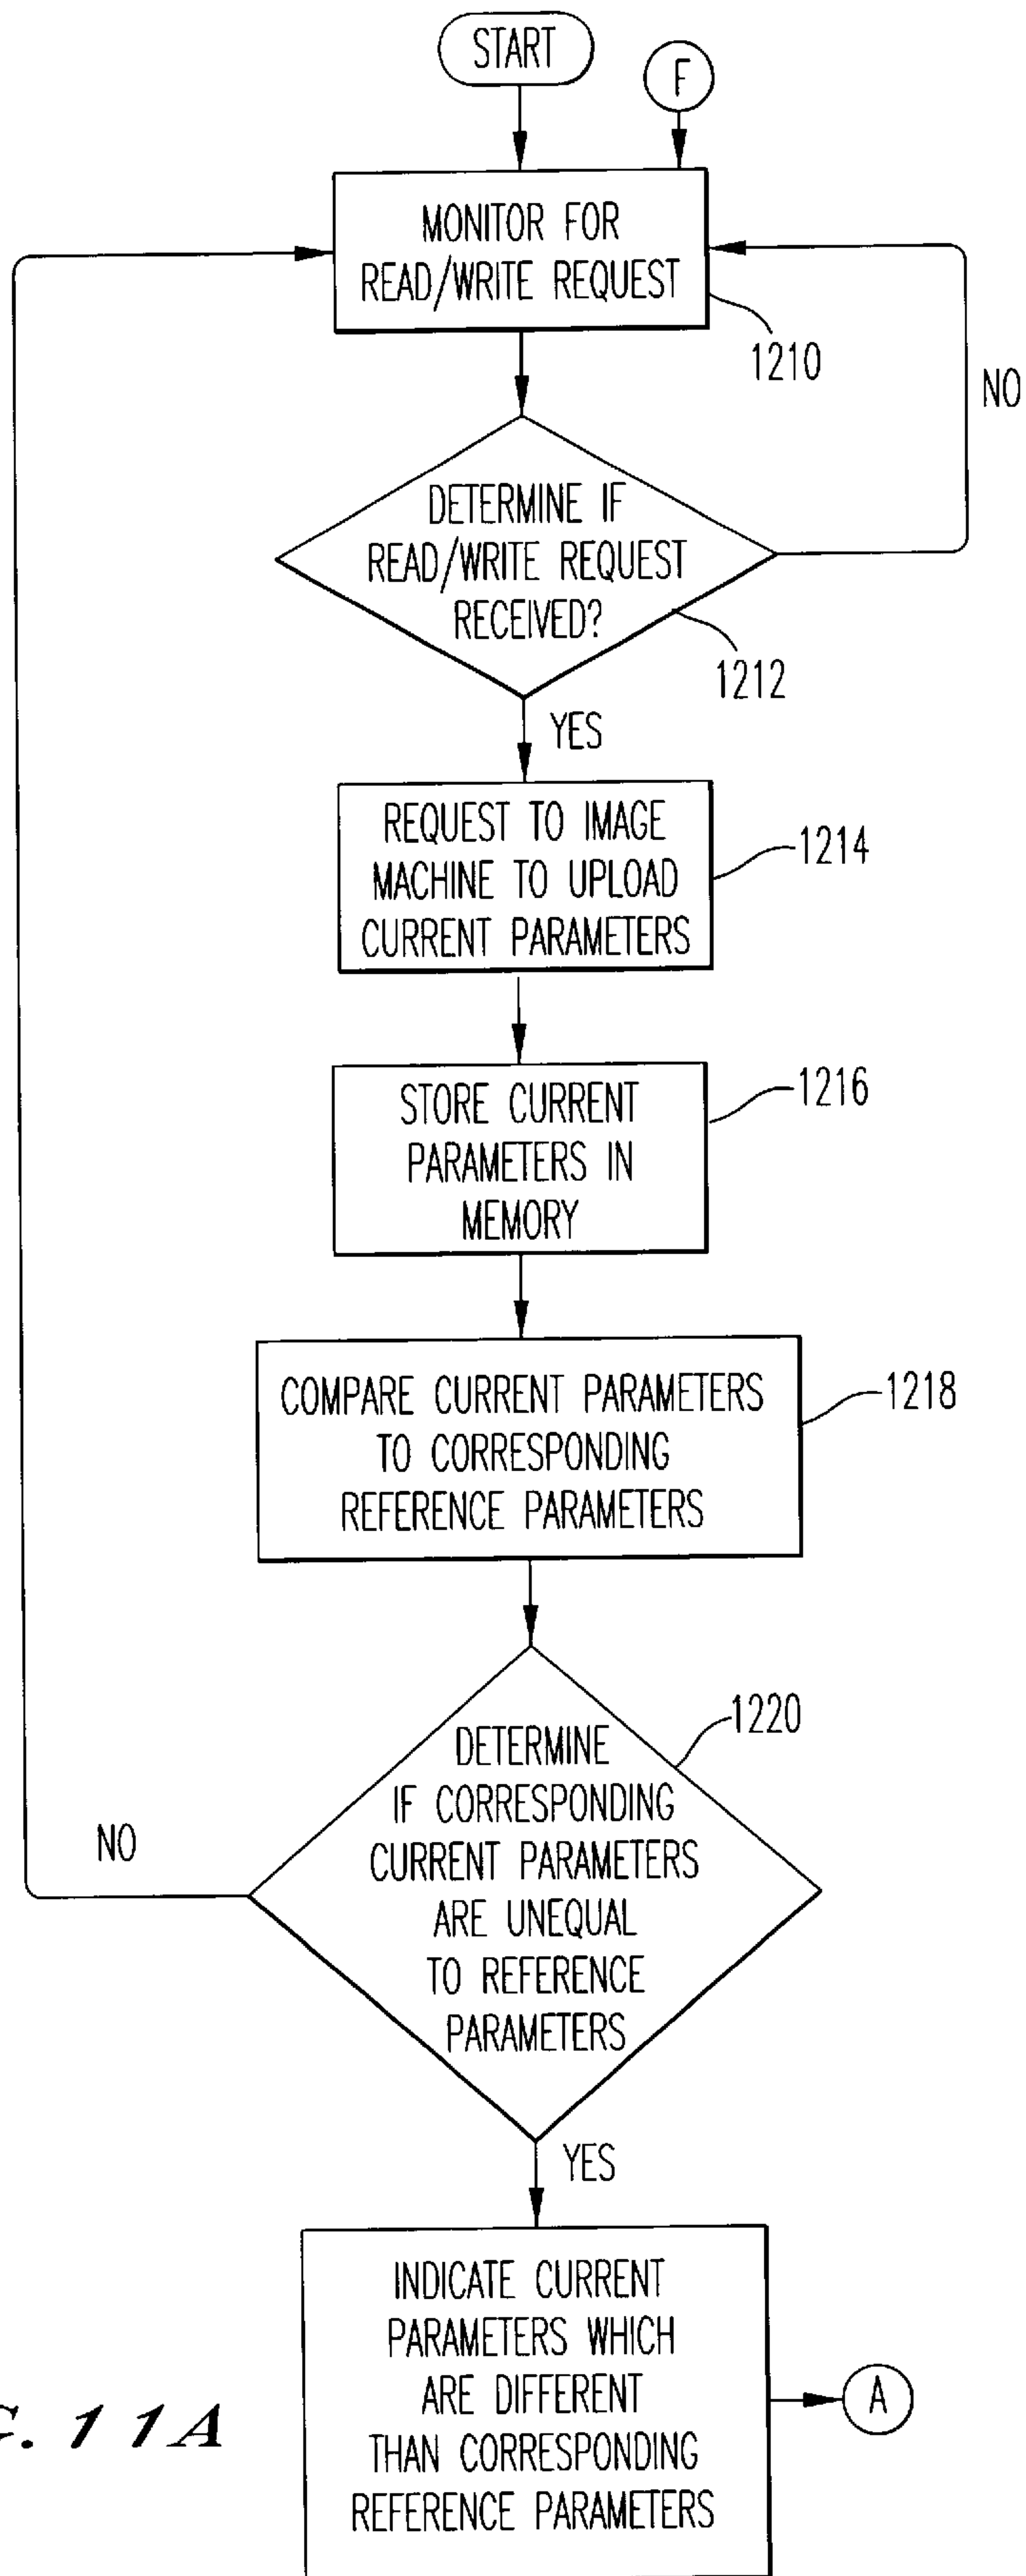 START
F
MONITOR FOR
READ/WRITE REQUEST
1210
NO
DETERMINE IF
READ/WRITE REQUEST
RECEIVED?
1212
YES
REQUEST TO IMAGE
MACHINE TO UPLOAD
CURRENT PARAMETERS
1214
STORE CURRENT
PARAMETERS IN
MEMORY
1216
COMPARE CURRENT PARAMETERS
TO CORRESPONDING
REFERENCE PARAMETERS
1218
DETERMINE
IF CORRESPONDING
CURRENT PARAMETERS
ARE UNEQUAL
TO REFERENCE
PARAMETERS
1220
NO
YES
INDICATE CURRENT
PARAMETERS WHICH
ARE DIFFERENT
THAN CORRESPONDING
REFERENCE PARAMETERS
A
G. 11A